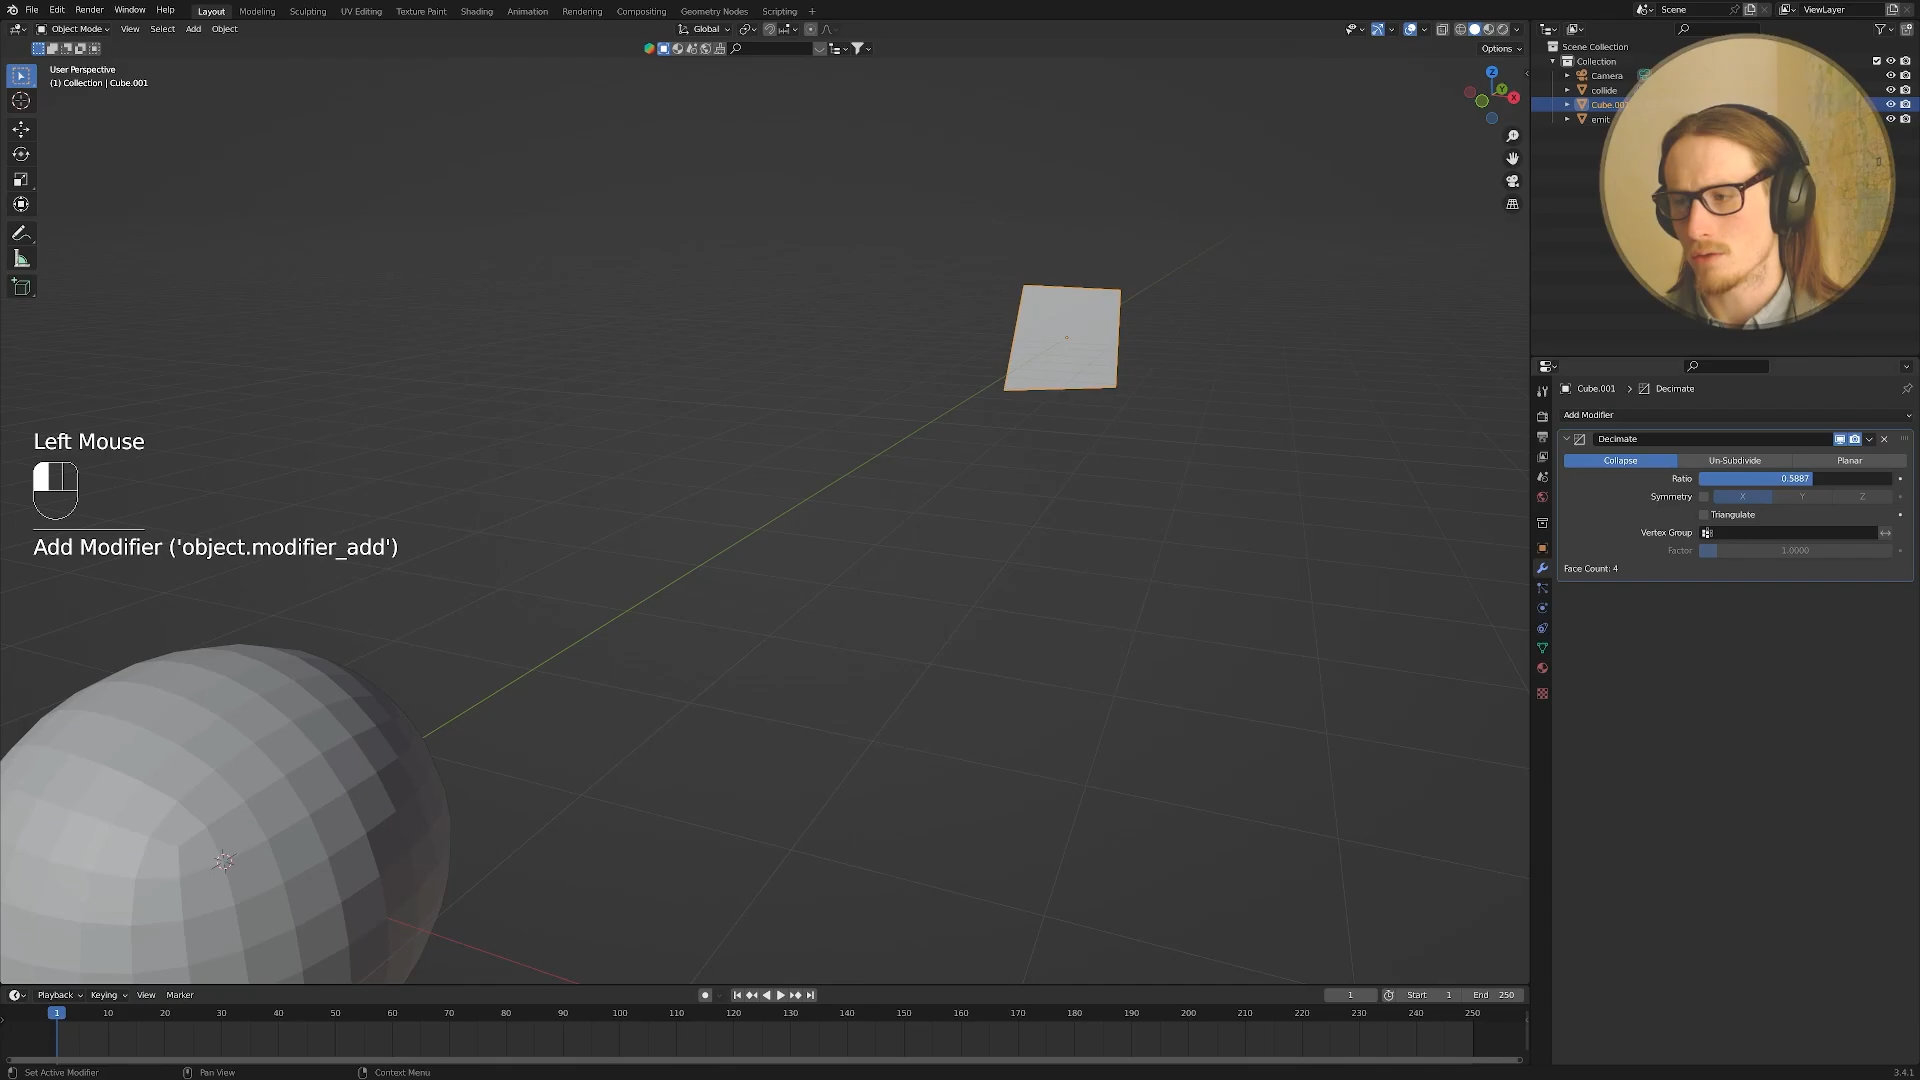 File Edit Render Window Help Layout Modeling Sculpting UV Editing Texture Paint Shading Animation Rendering Compositing Geometry Nodes Scripting + Scene ViewLayer
Object Mode View Select Add Object Global
Options
User Perspective
(1) Collection | Cube.001
Scene Collection
Collection
Camera
collide
Cube.00
emit
Z
Y
X
Left Mouse
Add Modifier ('object.modifier_add')
Cube.001 > Decimate
Add Modifier
Decimate
Collapse Un-Subdivide Planar
Ratio 0.5887
Symmetry X Y Z
Triangulate
Vertex Group
Factor 1.0000
Face Count: 4
Playback Keying View Marker 1 Start 1 End 250
1 10 20 30 40 50 60 70 80 90 100 110 120 130 140 150 160 170 180 190 200 210 220 230 240 250
Set Active Modifier Pan View Context Menu 3.4.1